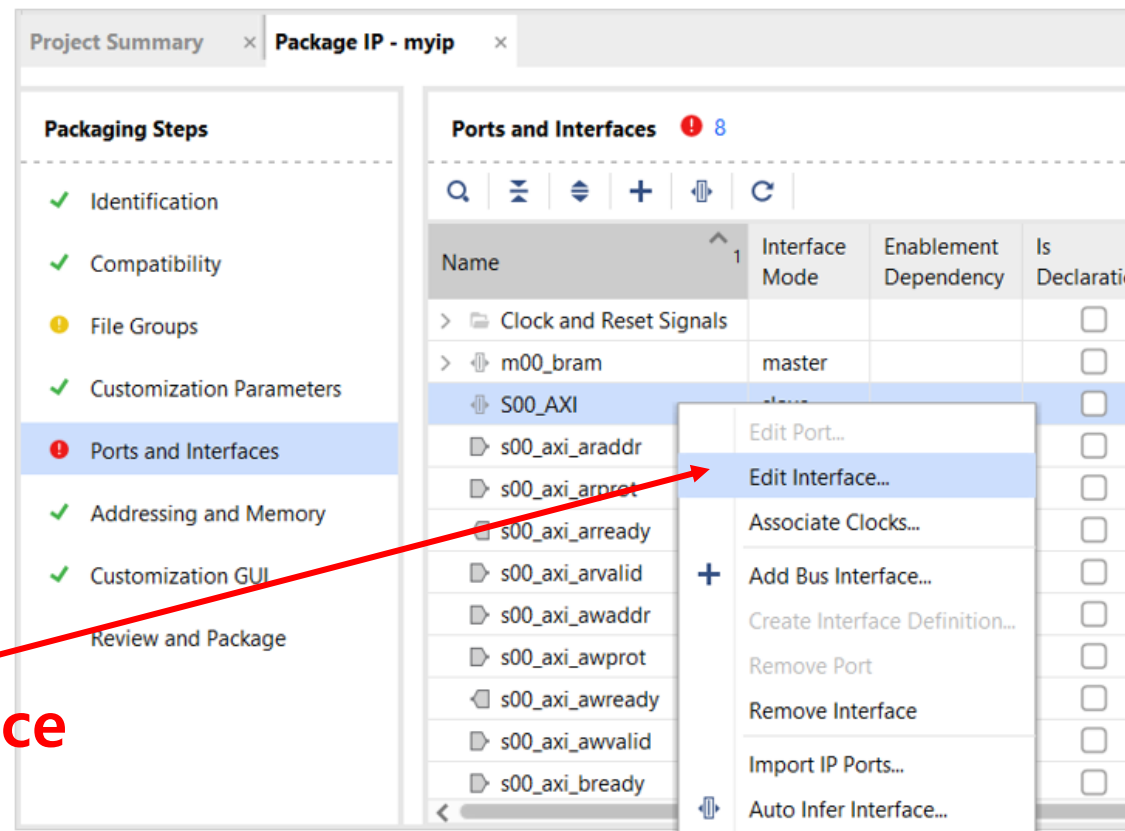 Project Summary × Package IP - myip ×
Packaging Steps
Identification
Compatibility
File Groups
Customization Parameters
Ports and Interfaces
Addressing and Memory
Customization GUI
Review and Package
ce
Ports and Interfaces 8
Name 1 Interface Mode Enablement Dependency Is Declarati
Clock and Reset Signals
m00_bram master
S00_AXI
s00_axi_araddr
s00_axi_arprot
s00_axi_arready
s00_axi_arvalid
s00_axi_awaddr
s00_axi_awprot
s00_axi_awready
s00_axi_awvalid
s00_axi_bready
Edit Port...
Edit Interface...
Associate Clocks...
Add Bus Interface...
Create Interface Definition...
Remove Port
Remove Interface
Import IP Ports...
Auto Infer Interface...